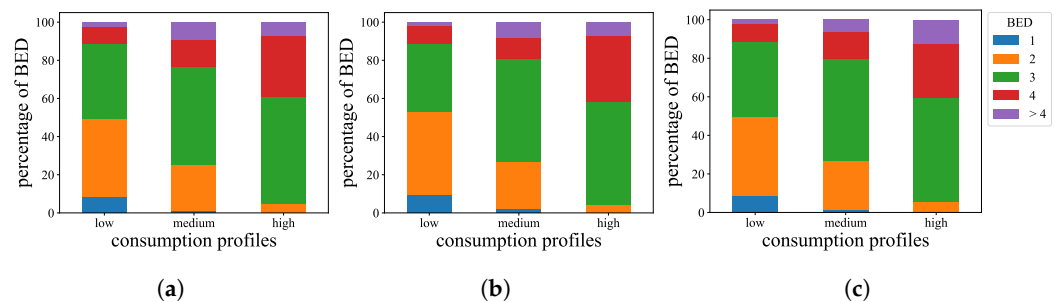 100
80
60
40
20
0
percentage of BED
low medium high
consumption profiles
(a)
100
80
60
40
20
0
percentage of BED
low medium high
consumption profiles
(b)
100
80
60
40
20
0
percentage of BED
low medium high
consumption profiles
(c)
BED
1
2
3
4
> 4